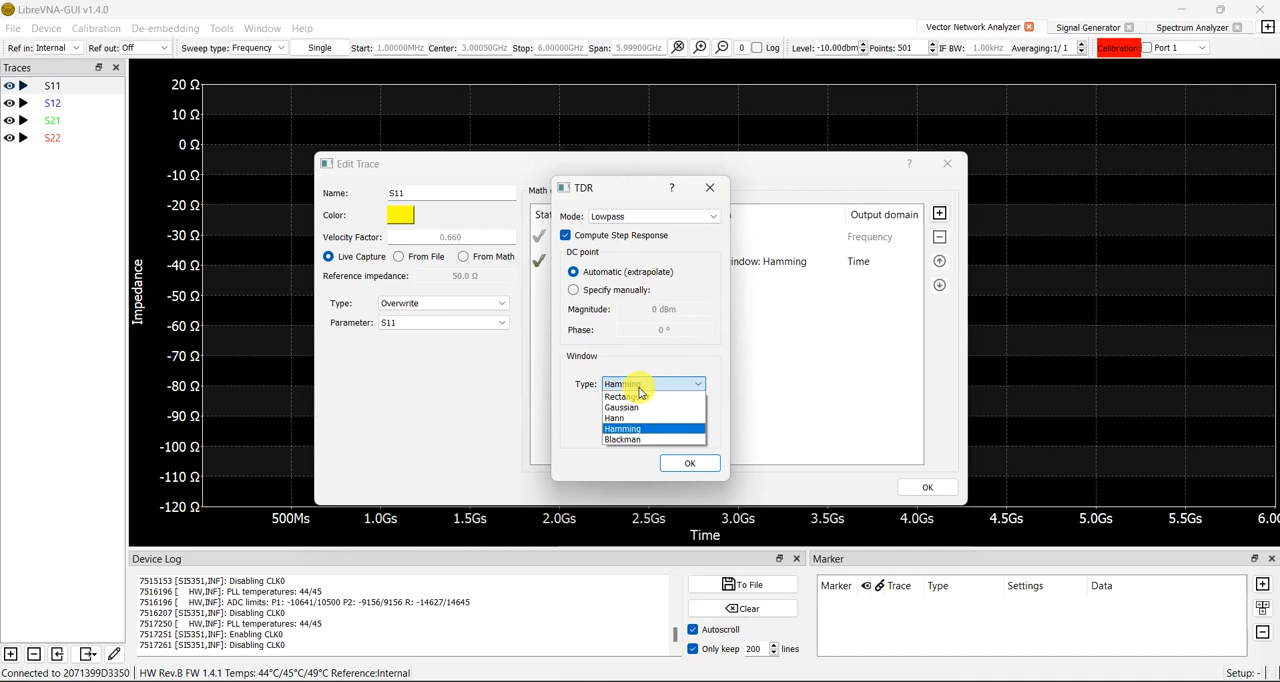 LibreVNA-GUI v1.4.0
File Device Calibration De-embedding Tools Window Help
Vector Network Analyzer Signal Generator Spectrum Analyzer
Ref in: Internal Ref out: Off Sweep type: Frequency Single Start: 1.00000MHz Center: 3.00050GHz Stop: 6.00000GHz Span: 5.99900GHz 0 Log Level: -10.00dbm Points: 501 IF BW: 1.00kHz Averaging:1/ 1 Calibration: Port 1
Traces
S11
S12
S21
S22
20 Ω
10 Ω
0 Ω
-10 Ω
-20 Ω
-30 Ω
-40 Ω
-50 Ω
-60 Ω
-70 Ω
-80 Ω
-90 Ω
-100 Ω
-110 Ω
-120 Ω
Impedance
500Ms 1.0Gs 1.5Gs 2.0Gs 2.5Gs 3.0Gs 3.5Gs 4.0Gs 4.5Gs 5.0Gs 5.5Gs
Time
Edit Trace ?
Name: S11
Color:
Velocity Factor: 0.660
Live Capture From File From Math
Reference impedance: 50.0 Ω
Type: Overwrite
Parameter: S11
Math
Output domain
Frequency
indow: Hamming Time
OK
TDR ?
Mode: Lowpass
Compute Step Response
DC point
Automatic (extrapolate)
Specify manually:
Magnitude: 0 dBm
Phase: 0 °
Window
Type: Hamming
Rectangular
Gaussian
Hann
Hamming
Blackman
OK
Device Log
7515153 [SI5351,INF]: Disabling CLK0
7516196 [ HW,INF]: PLL temperatures: 44/45
7516196 [ HW,INF]: ADC limits: P1: -10641/10500 P2: -9156/9156 R: -14627/14645
7516207 [SI5351,INF]: Disabling CLK0
7517250 [ HW,INF]: PLL temperatures: 44/45
7517251 [SI5351,INF]: Enabling CLK0
7517261 [SI5351,INF]: Disabling CLK0
To File
Clear
Autoscroll
Only keep 200 lines
Marker
Marker Trace Type Settings Data
Connected to 2071399D3350 HW Rev.B FW 1.4.1 Temps: 44°C/45°C/49°C Reference:Internal Setup: -